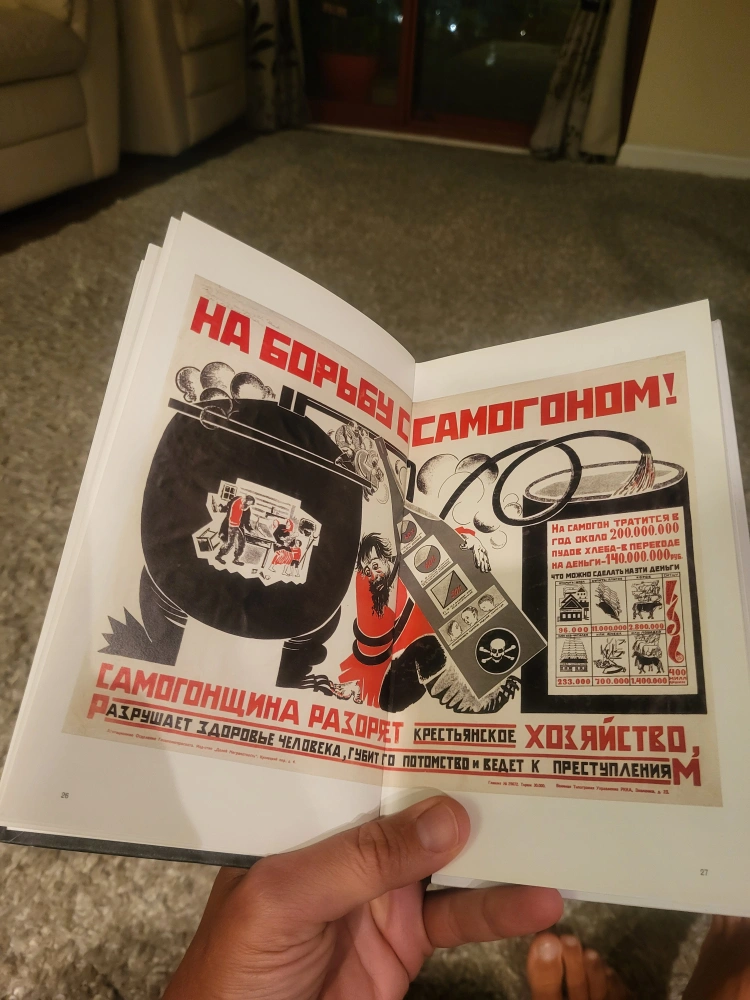 НА БОРЬБУ С САМОГОНОМ!
НА САМОГОН ТРАТИТСЯ В
ГОД ОКОЛО 200.000.000
ПУДОВ ХЛЕБА-В ПЕРЕВОДЕ
НА ДЕНЬГИ-140.000.000РУБ.
ЧТО МОЖНО СДЕЛАТЬ НА ЭТИ ДЕНЬГИ
96.000 11.000.000 2.800.000
233.000 700.000 1.400.000
400
САМОГОНЩИНА РАЗОРЯЕТ КРЕСТЬЯНСКОЕ ХОЗЯЙСТВО,
РАЗРУШАЕТ ЗДОРОВЬЕ ЧЕЛОВЕКА, ГУБИТ ГО ПОТОМСТВО И ВЕДЕТ К ПРЕСТУПЛЕНИЯМ
26
27